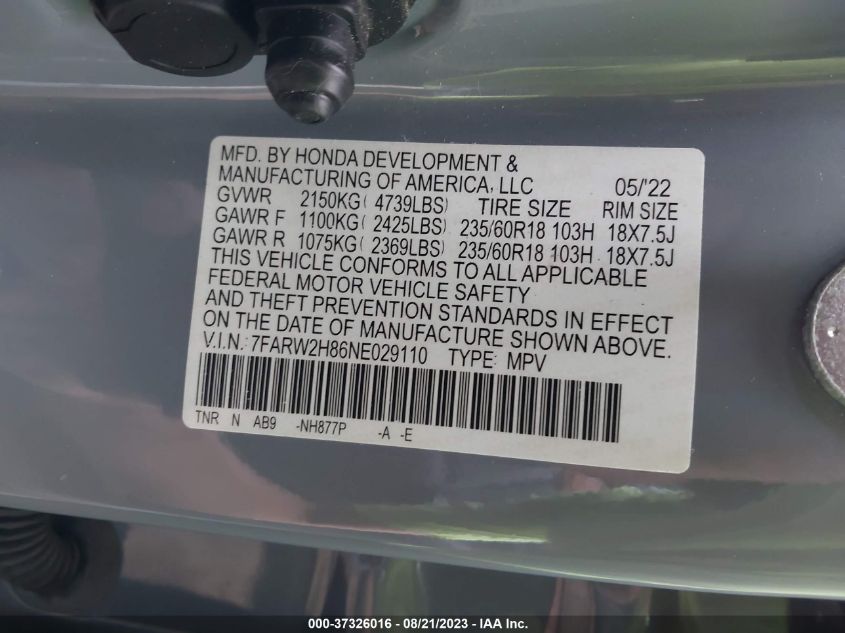 MFD. BY HONDA DEVELOPMENT &
MANUFACTURING OF AMERICA, LLC 05/'22
GVWR 2150KG( 4739LBS) TIRE SIZE RIM SIZE
GAWR F 1100KG( 2425LBS) 235/60R18 103H 18X7.5J
GAWR R 1075KG( 2369LBS) 235/60R18 103H 18X7.5J
THIS VEHICLE CONFORMS TO ALL APPLICABLE
FEDERAL MOTOR VEHICLE SAFETY
AND THEFT PREVENTION STANDARDS IN EFFECT
ON THE DATE OF MANUFACTURE SHOWN ABOVE.
V.I.N.: 7FARW2H86NE029110 TYPE: MPV
TNR N AB9 -NH877P -A -E
000-37326016 - 08/21/2023 - IAA Inc.